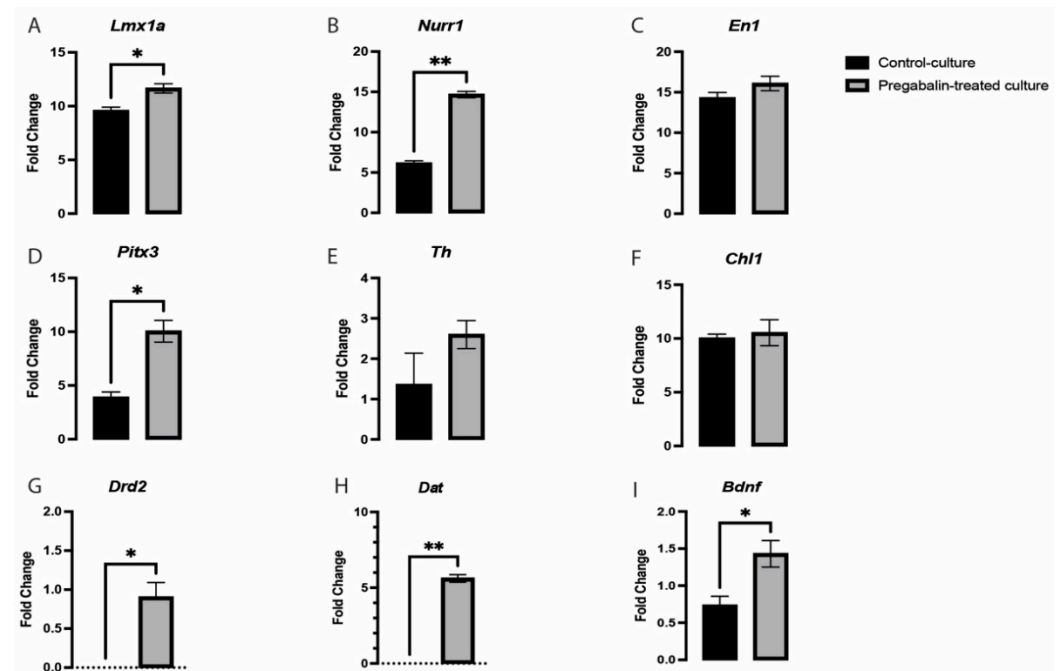 A
Lmx1a
15
10
5
0
Fold Change
*
B
Nurr1
20
15
10
5
0
Fold Change
**
C
En1
20
15
10
5
0
Fold Change
Control-culture
Pregabalin-treated culture
D
Pitx3
15
10
5
0
Fold Change
*
E
Th
4
3
2
1
0
Fold Change
F
Chl1
15
10
5
0
Fold Change
G
Drd2
2.0
1.5
1.0
0.5
0.0
Fold Change
*
H
Dat
10
5
0
Fold Change
**
I
Bdnf
2.0
1.5
1.0
0.5
0.0
Fold Change
*